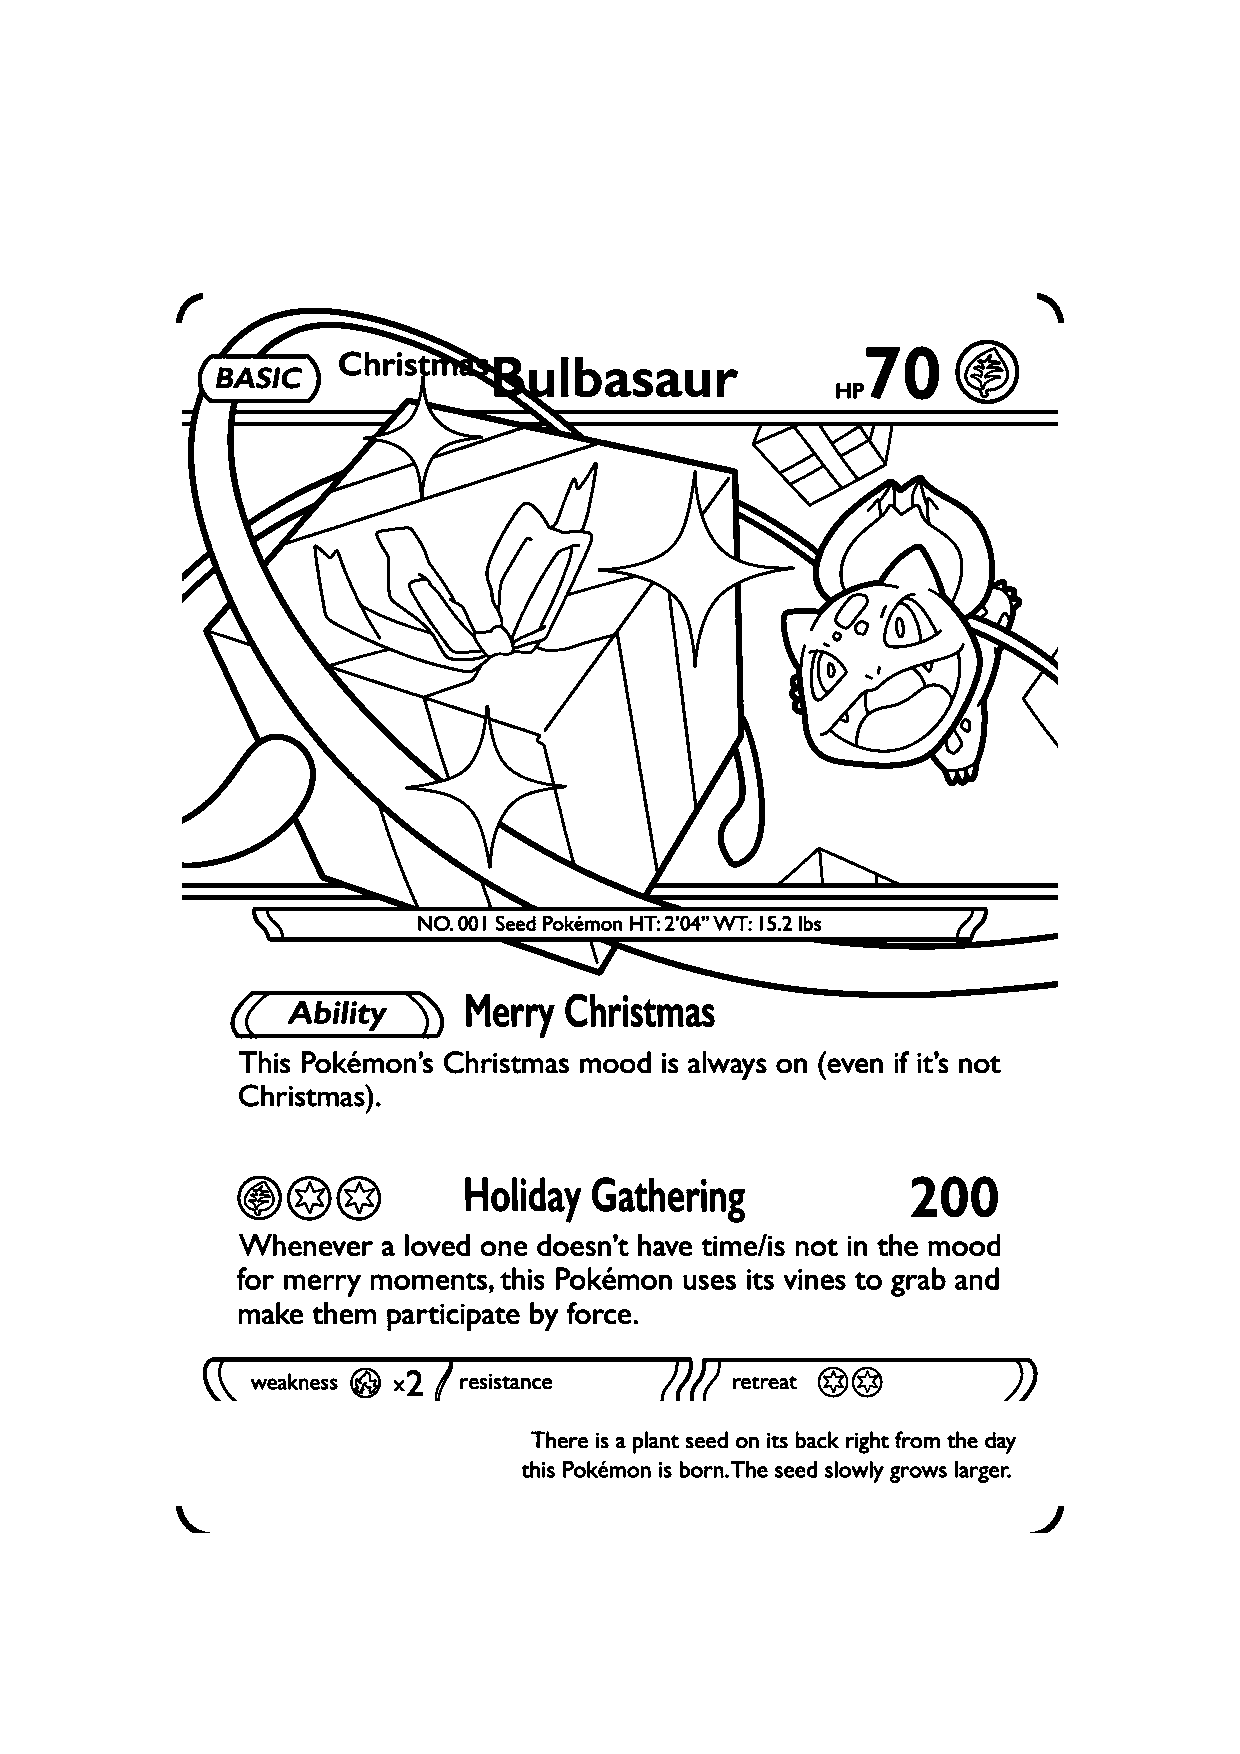 BASIC Christmas Bulbasaur HP 70
NO. 001 Seed Pokémon HT: 2'04" WT: 15.2 lbs
Ability Merry Christmas
This Pokémon's Christmas mood is always on (even if it's not
Christmas).
Holiday Gathering 200
Whenever a loved one doesn't have time/is not in the mood
for merry moments, this Pokémon uses its vines to grab and
make them participate by force.
weakness x2 resistance retreat
There is a plant seed on its back right from the day
this Pokémon is born. The seed slowly grows larger.